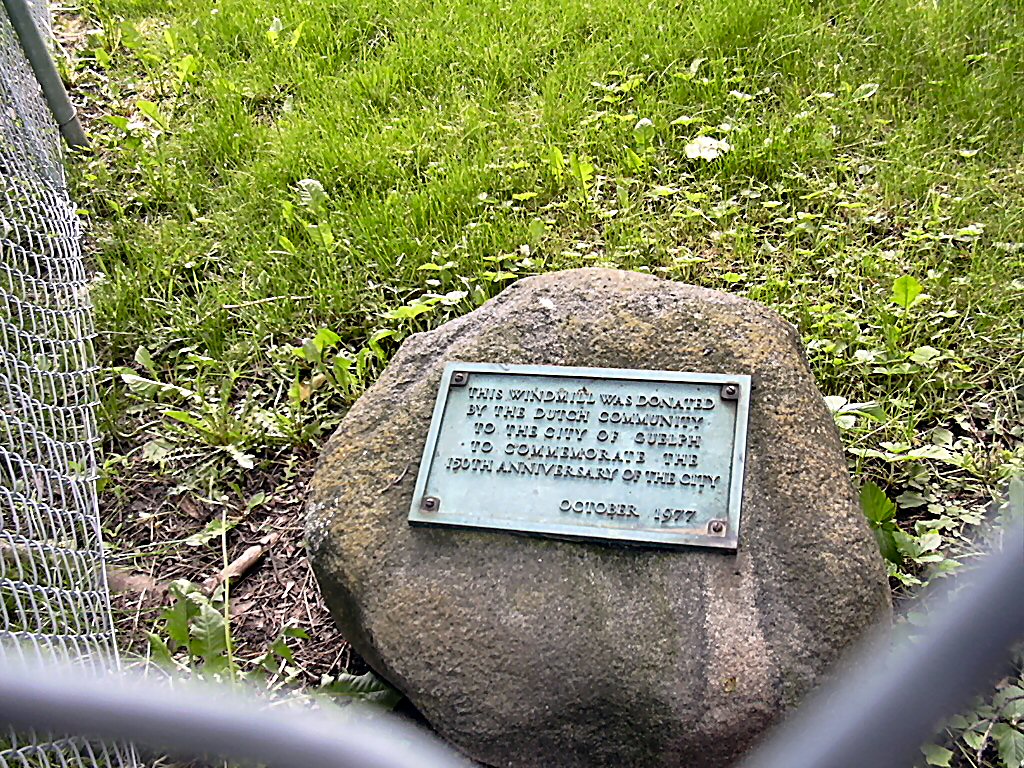 THIS WINDMILL WAS DONATED
BY THE DUTCH COMMUNITY
TO THE CITY OF GUELPH
TO COMMEMORATE THE
150TH ANNIVERSARY OF THE CITY
OCTOBER 1977